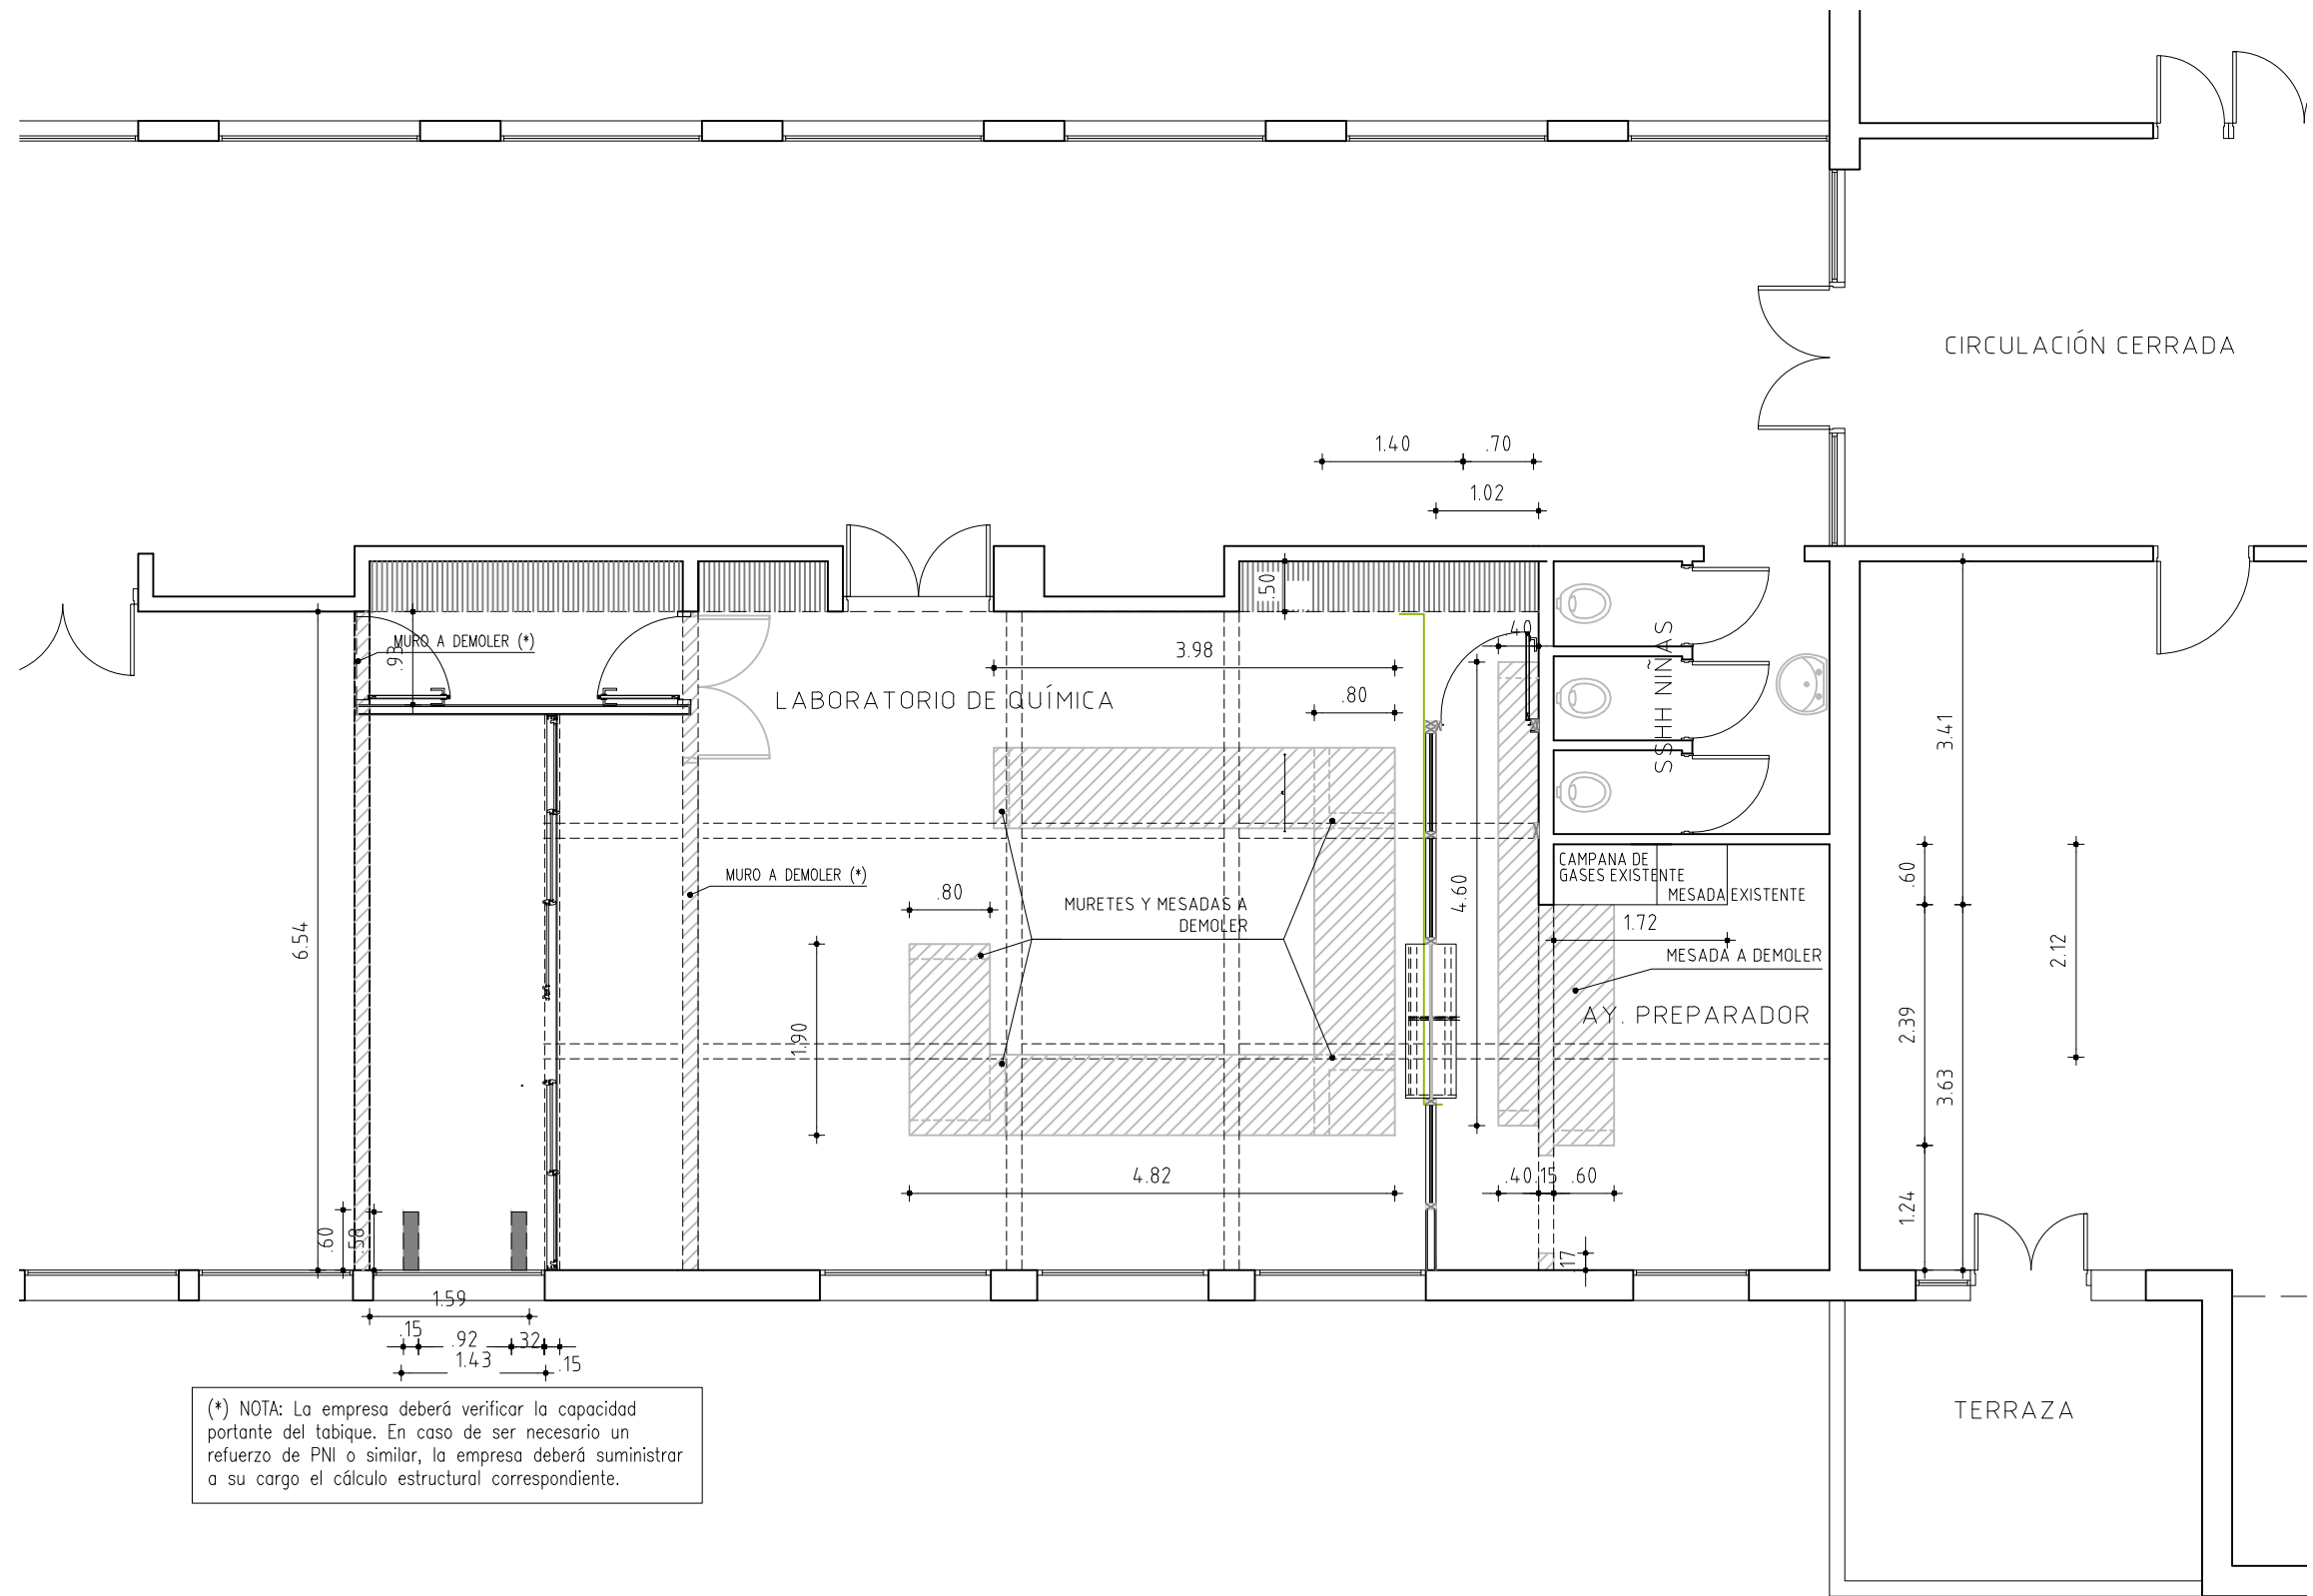 CIRCULACIÓN CERRADA
1.40
.70
1.02
.50
.40
MURO A DEMOLER (*)
.93
3.98
LABORATORIO DE QUÍMICA
.80
SSHH NIÑAS
3.41
CAMPANA DE
GASES EXISTENTE
MESADA EXISTENTE
.60
MURO A DEMOLER (*)
.80
MURETES Y MESADAS A
DEMOLER
4.60
1.72
6.54
2.12
MESADA A DEMOLER
AY. PREPARADOR
1.90
2.39
3.63
4.82
.40
.15
.60
1.24
.60
.58
.17
1.59
.15
.92
.32
1.43
.15
(*) NOTA: La empresa deberá verificar la capacidad
portante del tabique. En caso de ser necesario un
refuerzo de PNI o similar, la empresa deberá suministrar
a su cargo el cálculo estructural correspondiente.
TERRAZA